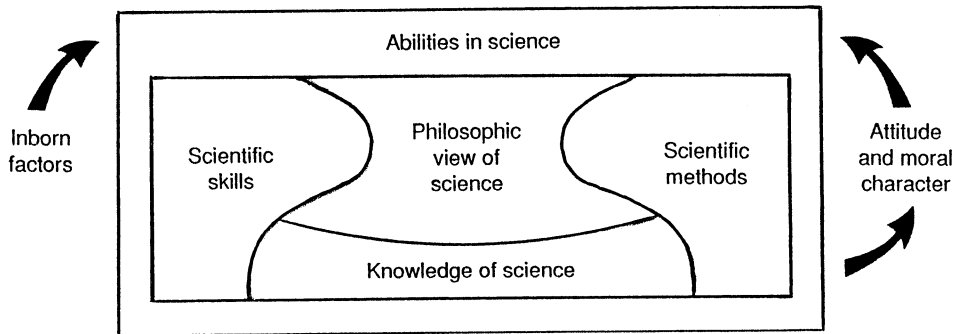 Abilities in science
Inborn
factors
Scientific
skills
Philosophic
view of
science
Scientific
methods
Attitude
and moral
character
Knowledge of science